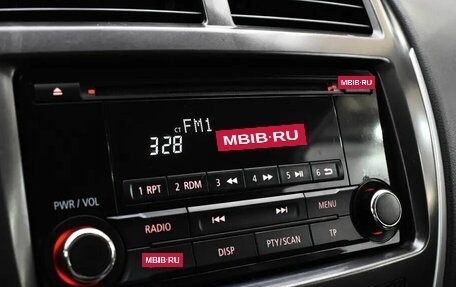 MBIB·RU
CT FM1
328
MBIB·RU
1 RPT 2 RDM 3 4 5 6
PWR / VOL
RADIO
MENU
DISP PTY/SCAN TP
MBIB·RU